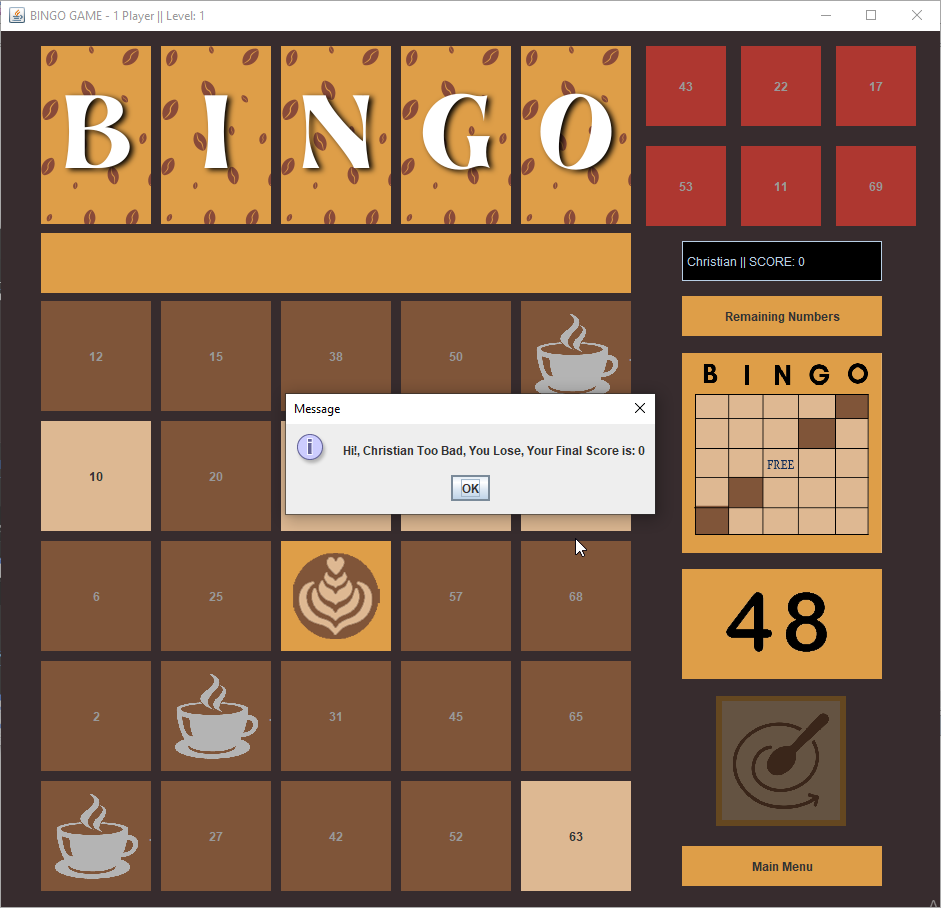 BINGO GAME - 1 Player || Level: 1
B I N G O
43 22 17
53 11 69
Christian || SCORE: 0
Remaining Numbers
B I N G O
FREE
12 15 38 50
Message
Hi!, Christian Too Bad, You Lose, Your Final Score is: 0
OK
10 20
6 25 57 68
48
2 31 45 65
27 42 52 63
Main Menu